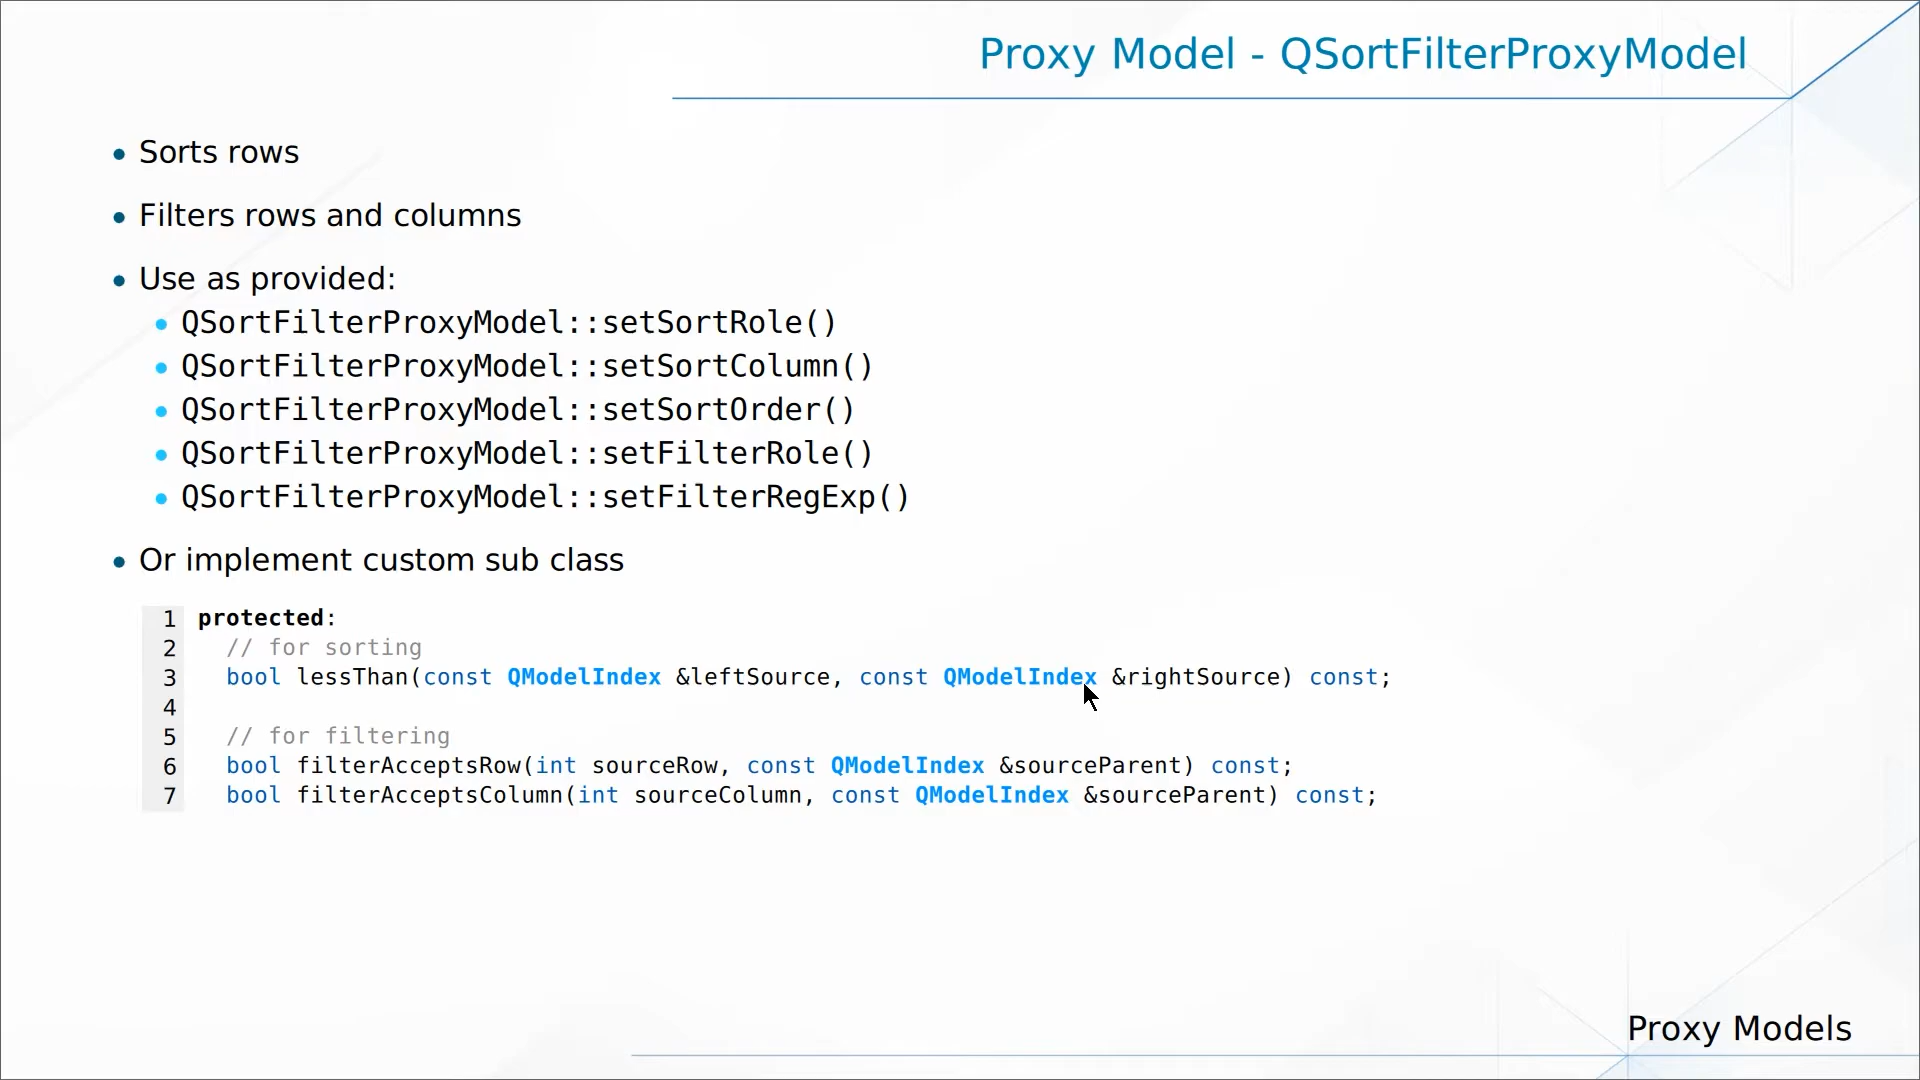 Proxy Model - QSortFilterProxyModel
• Sorts rows
• Filters rows and columns
• Use as provided:
• QSortFilterProxyModel::setSortRole()
• QSortFilterProxyModel::setSortColumn()
• QSortFilterProxyModel::setSortOrder()
• QSortFilterProxyModel::setFilterRole()
• QSortFilterProxyModel::setFilterRegExp()
• Or implement custom sub class
1 protected:
2   // for sorting
3   bool lessThan(const QModelIndex &leftSource, const QModelIndex &rightSource) const;
4
5   // for filtering
6   bool filterAcceptsRow(int sourceRow, const QModelIndex &sourceParent) const;
7   bool filterAcceptsColumn(int sourceColumn, const QModelIndex &sourceParent) const;
Proxy Models